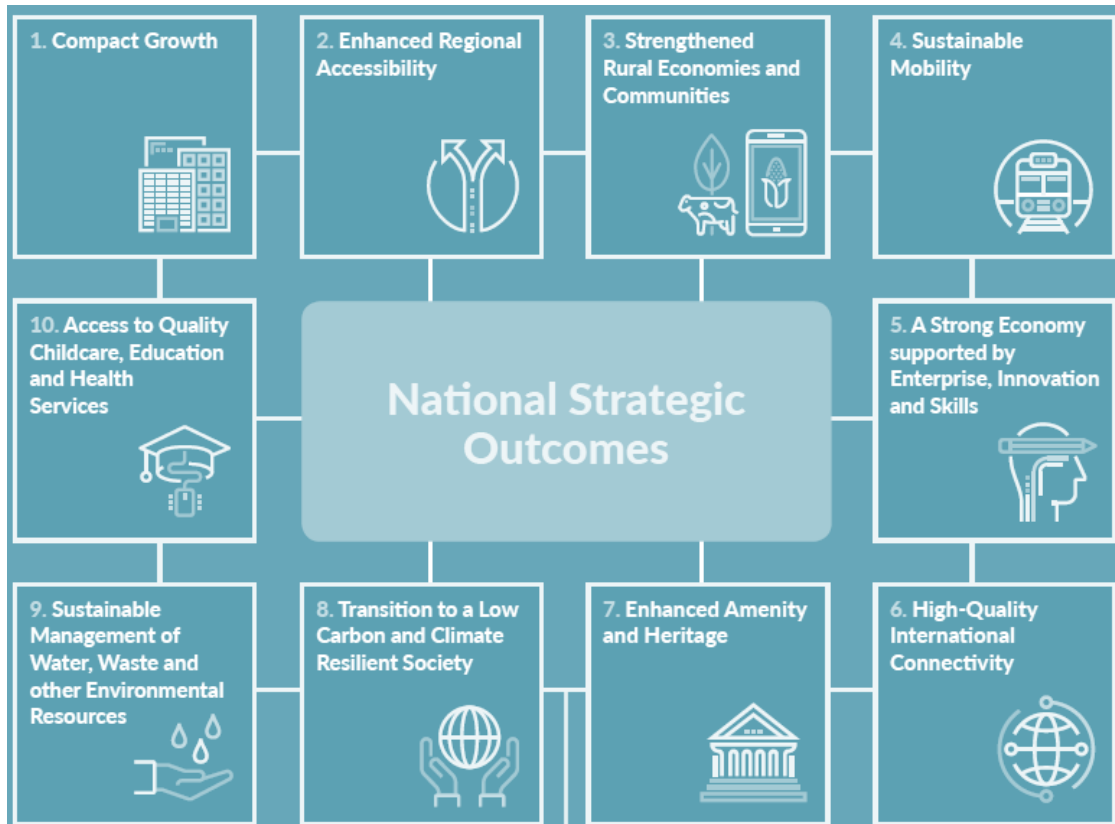 1. Compact Growth
2. Enhanced Regional
Accessibility
3. Strengthened
Rural Economies and
Communities
4. Sustainable
Mobility
10. Access to Quality
Childcare, Education
and Health
Services
National Strategic
Outcomes
5. A Strong Economy
supported by
Enterprise, Innovation
and Skills
9. Sustainable
Management of
Water, Waste and
other Environmental
Resources
8. Transition to a Low
Carbon and Climate
Resilient Society
7. Enhanced Amenity
and Heritage
6. High-Quality
International
Connectivity